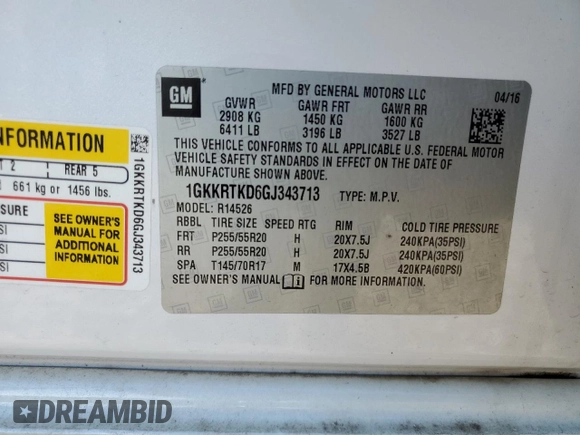 GM
MFD BY GENERAL MOTORS LLC 04/16
GVWR GAWR FRT GAWR RR
2908 KG 1450 KG 1600 KG
6411 LB 3196 LB 3527 LB
THIS VEHICLE CONFORMS TO ALL APPLICABLE U.S. FEDERAL MOTOR
VEHICLE SAFETY STANDARDS IN EFFECT ON THE DATE OF
MANUFACTURE SHOWN ABOVE.
1GKKRTKD6GJ343713 TYPE: M.P.V.
MODEL: R14526
RBBL TIRE SIZE SPEED RTG RIM COLD TIRE PRESSURE
FRT P255/55R20 H 20X7.5J 240KPA(35PSI)
RR P255/55R20 H 20X7.5J 240KPA(35PSI)
SPA T145/70R17 M 17X4.5B 420KPA(60PSI)
SEE OWNER'S MANUAL FOR MORE INFORMATION.
INFORMATION
T 2 REAR 5
661 kg or 1456 lbs.
SURE
SI
SI
SI
SEE OWNER'S
MANUAL FOR
ADDITIONAL
INFORMATION
1GKKRTKD6GJ343713
DREAMBID